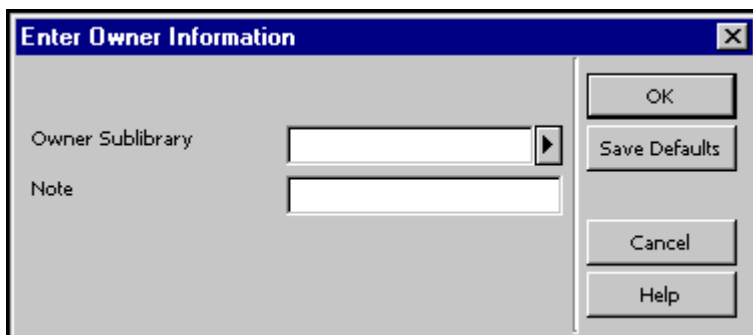 Enter Owner Information
Owner Sublibrary
Note
OK
Save Defaults
Cancel
Help